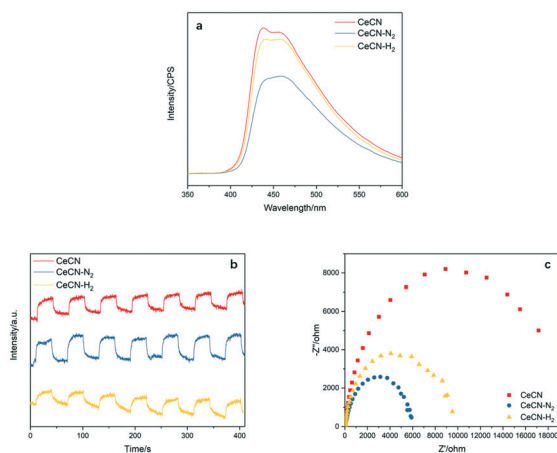 a
CeCN
CeCN-N₂
CeCN-H₂
Intensity/CPS
350 400 450 500 550 600
Wavelength/nm
b
CeCN
CeCN-N₂
CeCN-H₂
Intensity/a.u.
0 100 200 300 400
Time/s
c
-Z''/ohm
8000
6000
4000
2000
0
CeCN
CeCN-N₂
CeCN-H₂
0 2000 4000 6000 8000 10000 12000 14000 16000 18000
Z'/ohm